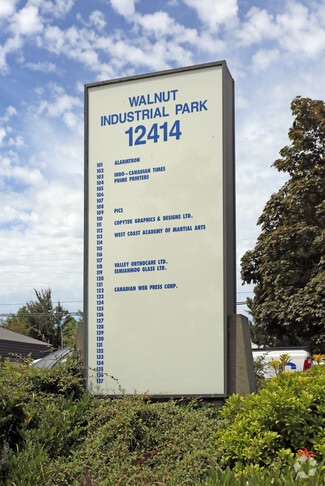 WALNUT
INDUSTRIAL PARK
12414
101 ALARMTRON
102
103 INDO-CANADIAN TIMES
104 PRIME PRINTERS
105
106
107
108
109 PICS
110
111 COPYTEK GRAPHICS & DESIGNS LTD.
112
113 WEST COAST ACADEMY OF MARTIAL ARTS
114
115
116
117
118 VALLEY ORTHOCARE LTD.
119 SEMIAHMOO GLASS LTD.
120
121
122 CANADIAN WEB PRESS CORP.
123
124
125
126
127
128
129
130
131
132
133
134
135
136
137